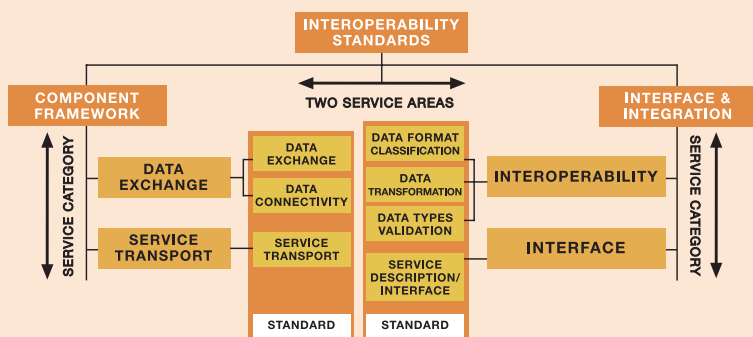 INTEROPERABILITY
STANDARDS
TWO SERVICE AREAS
COMPONENT
FRAMEWORK
SERVICE CATEGORY
DATA
EXCHANGE
SERVICE
TRANSPORT
DATA
EXCHANGE
DATA
CONNECTIVITY
SERVICE
TRANSPORT
STANDARD
DATA FORMAT
CLASSIFICATION
DATA
TRANSFORMATION
DATA TYPES
VALIDATION
SERVICE
DESCRIPTION/
INTERFACE
STANDARD
INTERFACE &
INTEGRATION
INTEROPERABILITY
INTERFACE
SERVICE CATEGORY